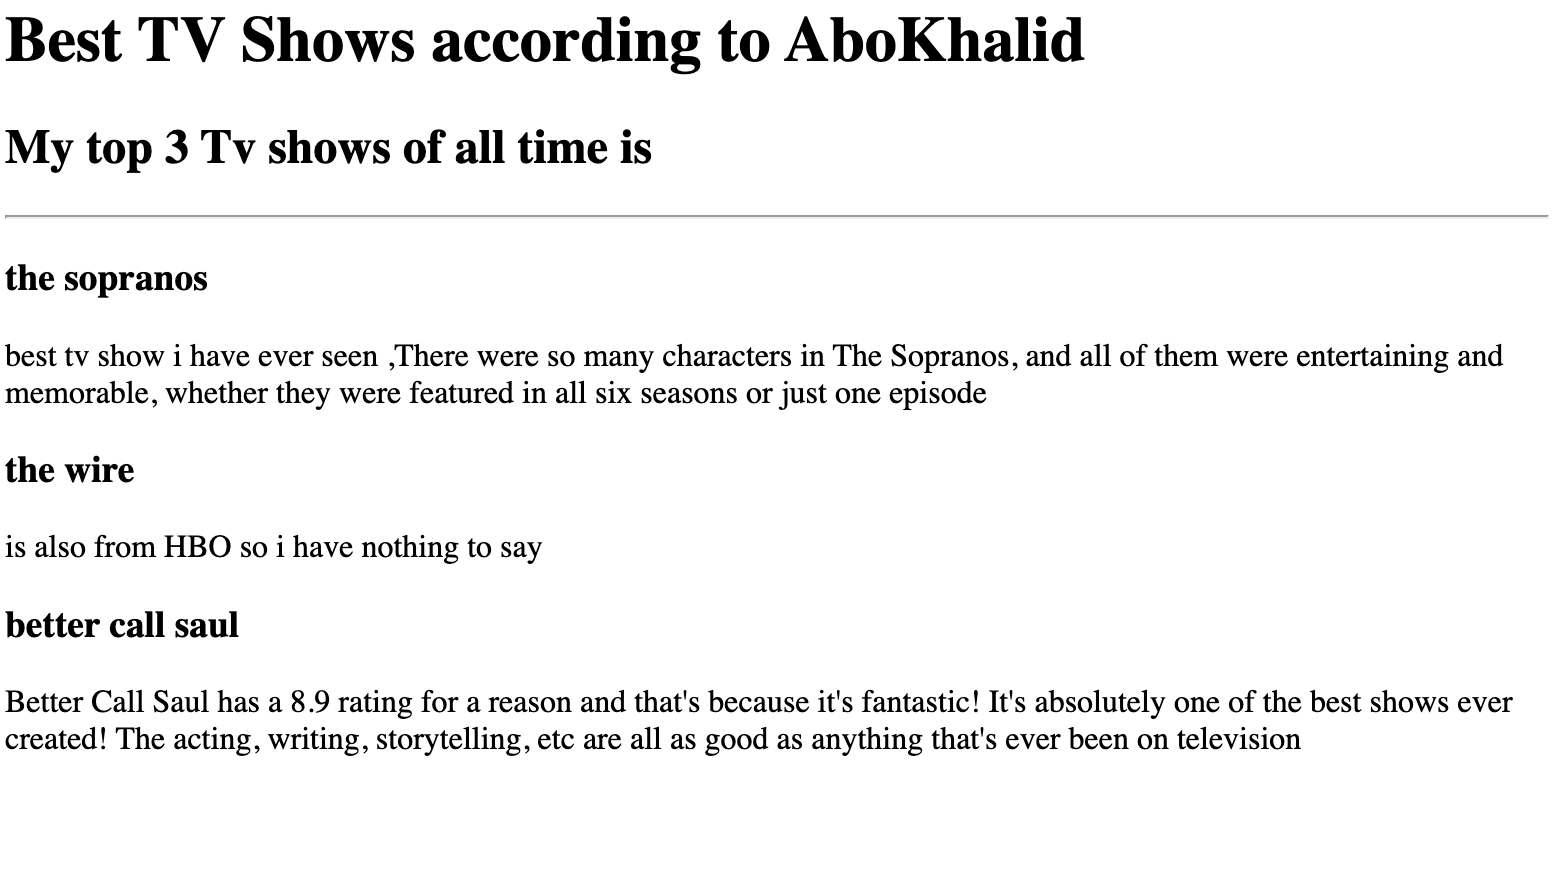 Best TV Shows according to AboKhalid
My top 3 Tv shows of all time is
the sopranos
best tv show i have ever seen ,There were so many characters in The Sopranos, and all of them were entertaining and
memorable, whether they were featured in all six seasons or just one episode
the wire
is also from HBO so i have nothing to say
better call saul
Better Call Saul has a 8.9 rating for a reason and that's because it's fantastic! It's absolutely one of the best shows ever
created! The acting, writing, storytelling, etc are all as good as anything that's ever been on television